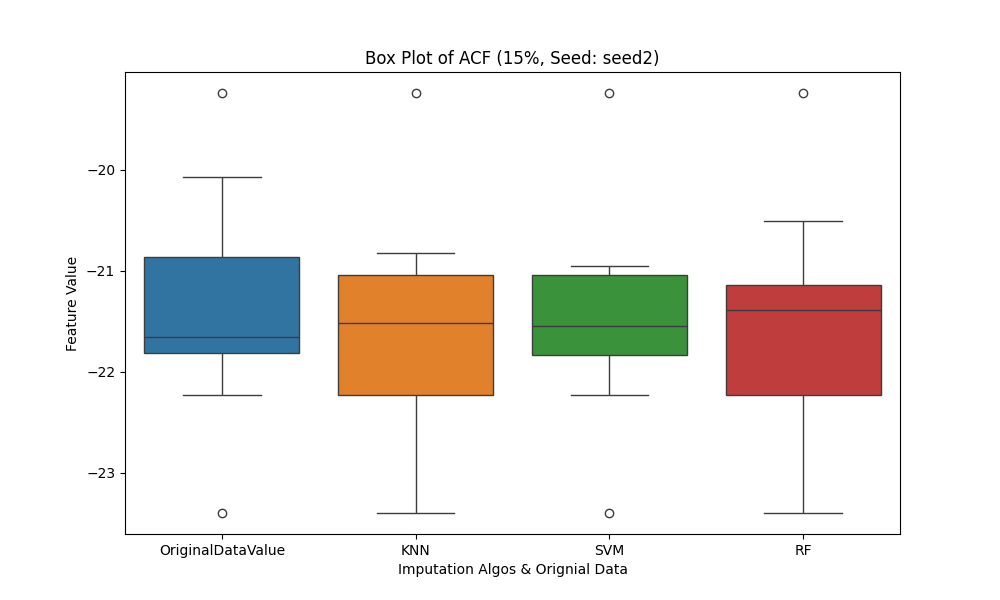 Box Plot of ACF (15%, Seed: seed2)
Feature Value
−20
−21
−22
−23
OriginalDataValue
KNN
SVM
RF
Imputation Algos & Orignial Data